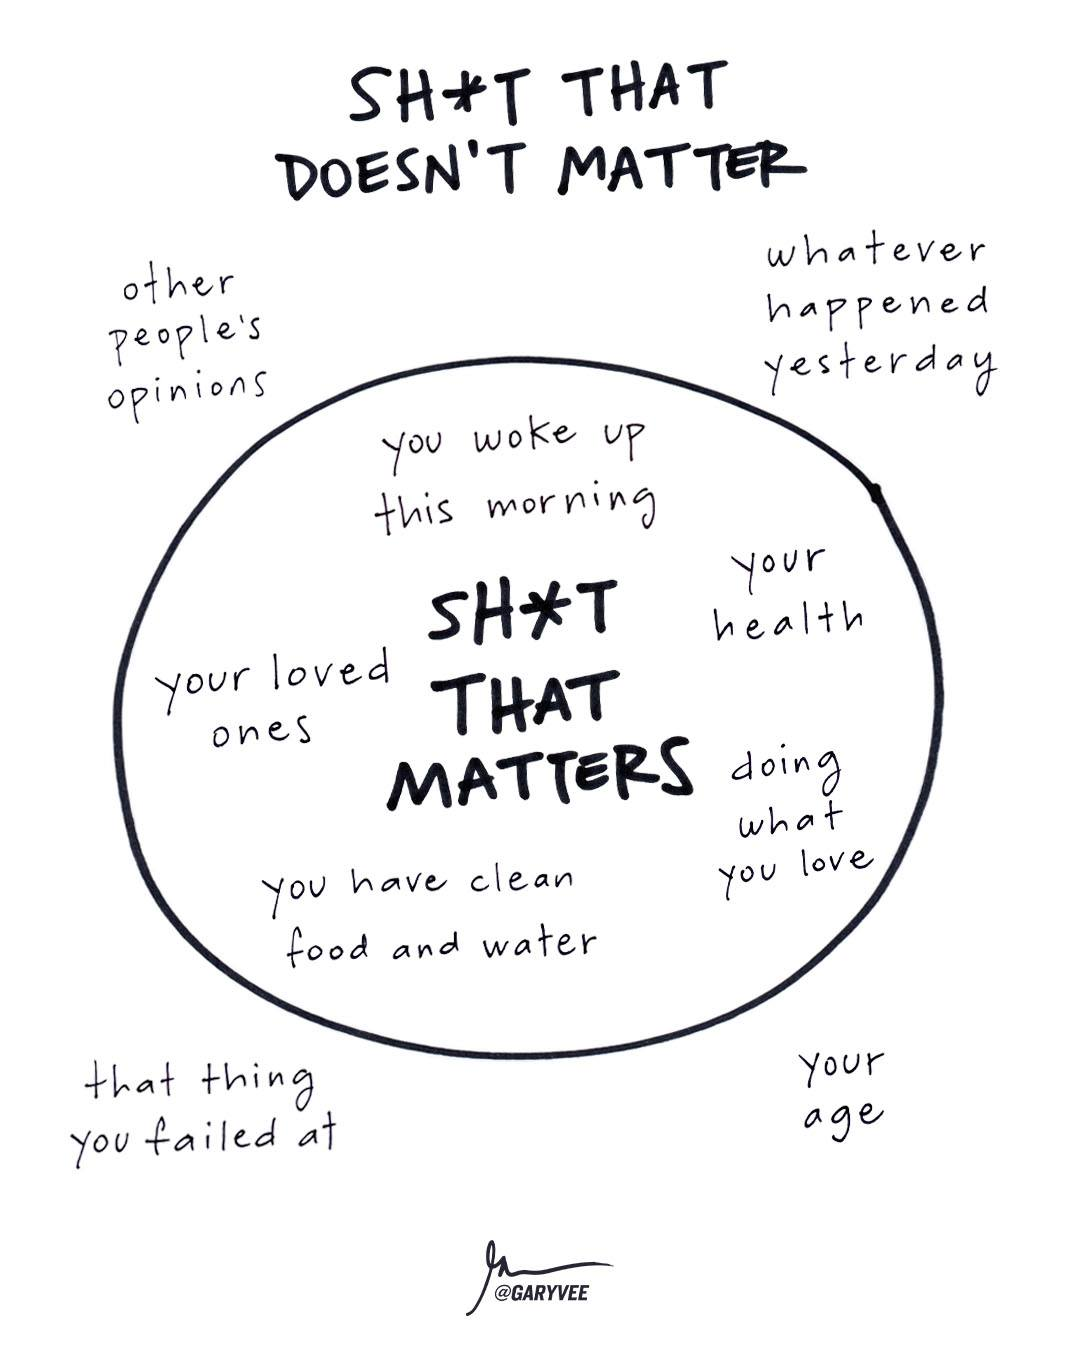 SH*T THAT
DOESN'T MATTER
other
people's
opinions
whatever
happened
yesterday
you woke up
this morning
your
health
your loved
ones
SH*T
THAT
MATTERS
doing
what
you love
you have clean
food and water
that thing
you failed at
your
age
@GARYVEE